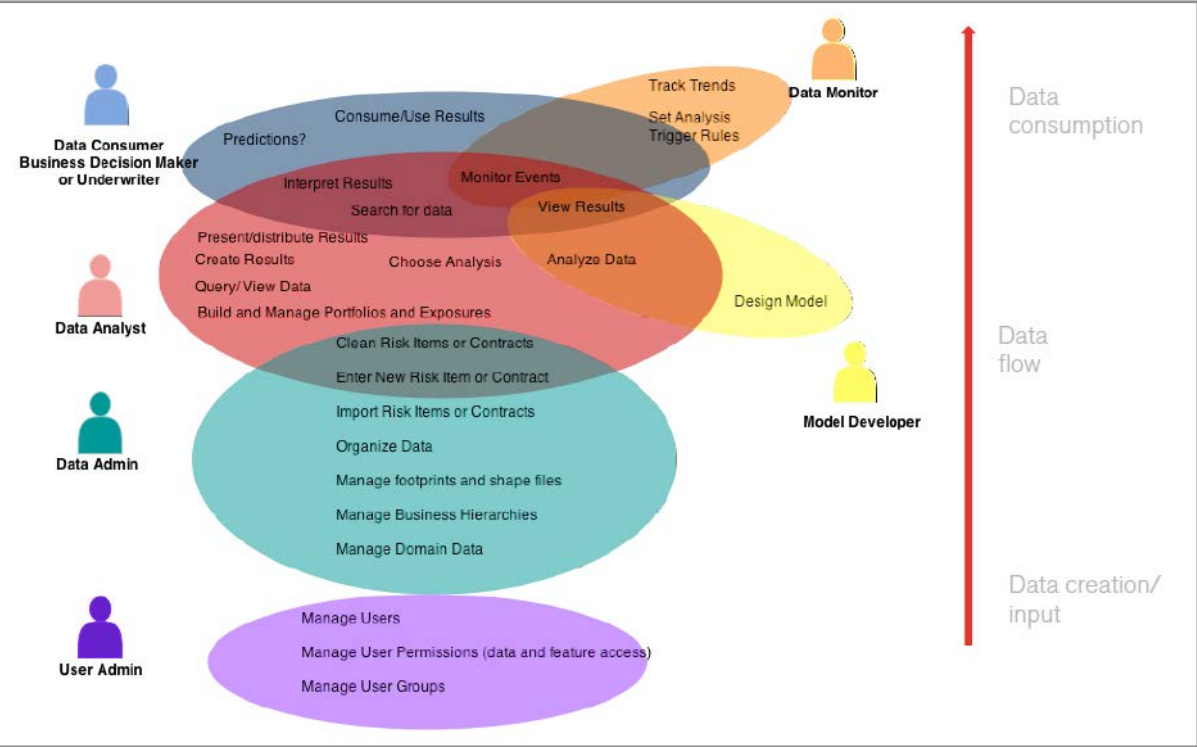 Data Monitor
Data Consumer
Business Decision Maker
or Underwriter
Track Trends
Set Analysis
Trigger Rules
Consume/Use Results
Predictions?
Interpret Results
Monitor Events
Search for data
View Results
Present/distribute Results
Create Results
Choose Analysis
Analyze Data
Query/View Data
Build and Manage Portfolios and Exposures
Design Model
Data Analyst
Clean Risk Items or Contracts
Enter New Risk Item or Contract
Model Developer
Import Risk Items or Contracts
Organize Data
Data Admin
Manage footprints and shape files
Manage Business Hierarchies
Manage Domain Data
Manage Users
Manage User Permissions (data and feature access)
Manage User Groups
User Admin
Data
consumption
Data
flow
Data creation/
input